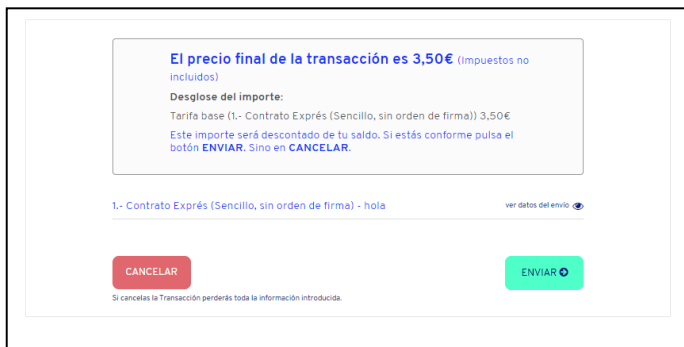 El precio final de la transacción es 3,50€ (Impuestos no
incluidos)
Desglose del importe:
Tarifa base (1.- Contrato Exprés (Sencillo, sin orden de firma)) 3,50€
Este importe será descontado de tu saldo. Si estás conforme pulsa el
botón ENVIAR. Sino en CANCELAR.
1.- Contrato Exprés (Sencillo, sin orden de firma) - hola
ver datos del envío
CANCELAR
ENVIAR
Si cancelas la Transacción perderás toda la información introducida.